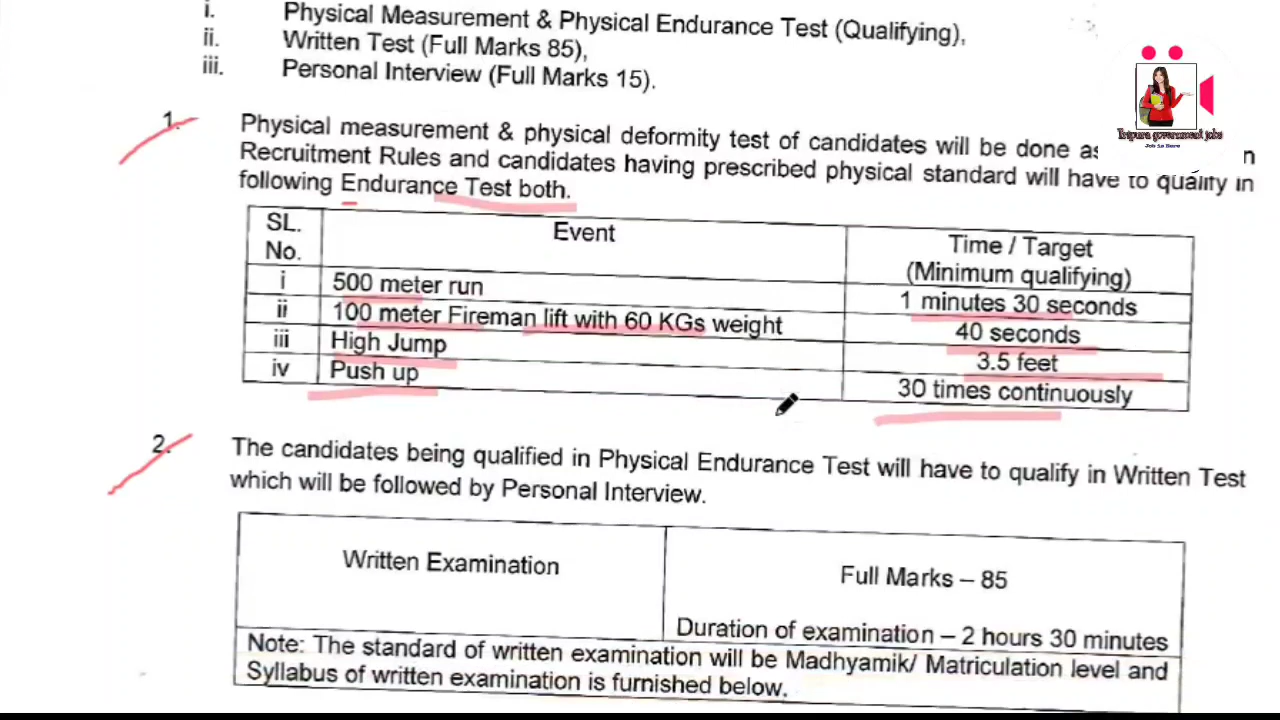 i. Physical Measurement & Physical Endurance Test (Qualifying),
ii. Written Test (Full Marks 85),
iii. Personal Interview (Full Marks 15).
Tripura government jobs
Job is Here
1. Physical measurement & physical deformity test of candidates will be done as n
Recruitment Rules and candidates having prescribed physical standard will have to qualify in
following Endurance Test both.
SL. No. Event Time / Target (Minimum qualifying)
i 500 meter run 1 minutes 30 seconds
ii 100 meter Fireman lift with 60 KGs weight 40 seconds
iii High Jump 3.5 feet
iv Push up 30 times continuously
2. The candidates being qualified in Physical Endurance Test will have to qualify in Written Test
which will be followed by Personal Interview.
Written Examination Full Marks – 85
Duration of examination – 2 hours 30 minutes
Note: The standard of written examination will be Madhyamik/ Matriculation level and
Syllabus of written examination is furnished below.